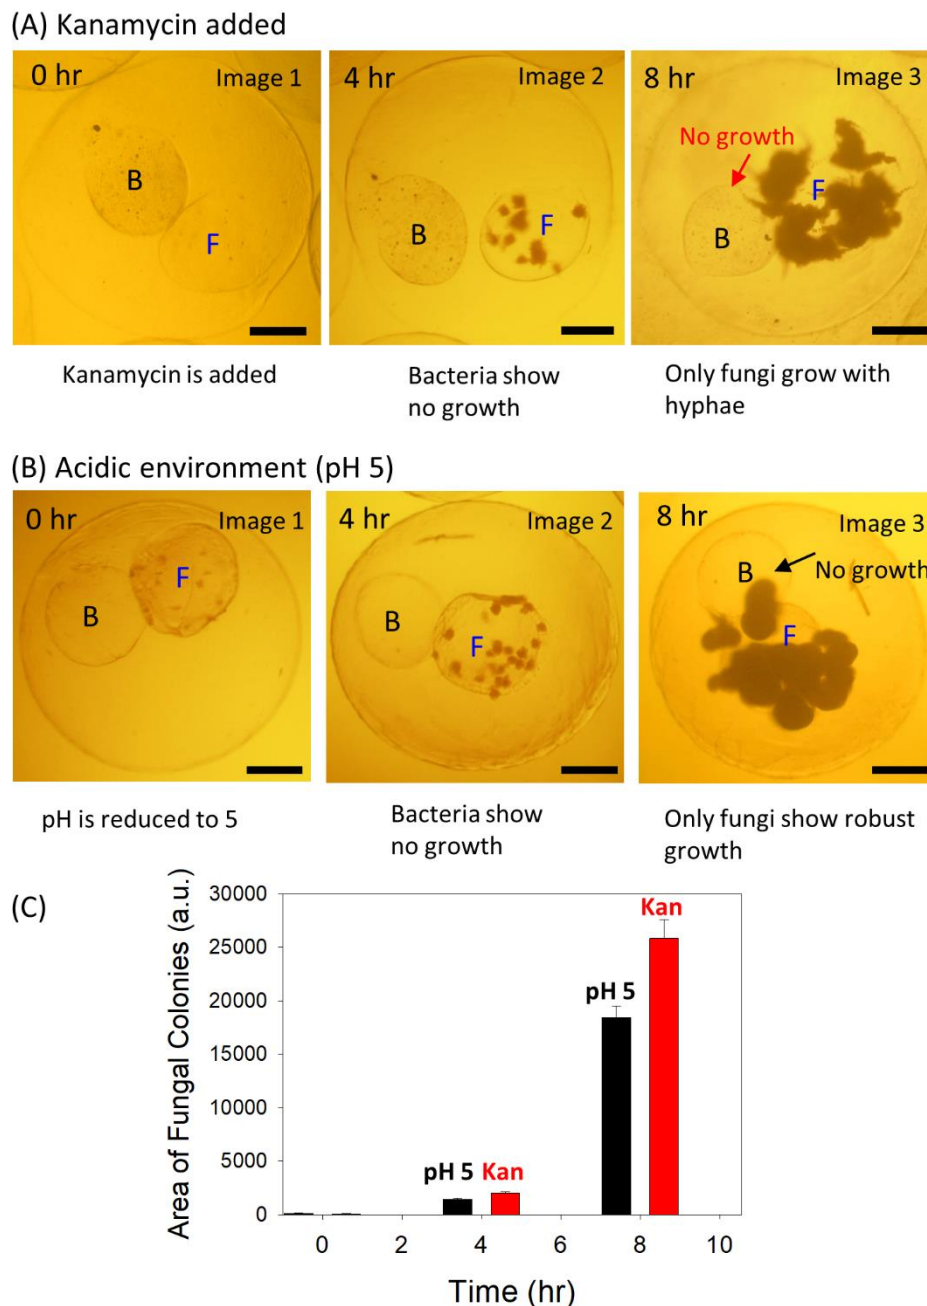 (A) Kanamycin added
0 hr Image 1
B
F
4 hr Image 2
B
F
8 hr Image 3
No growth
F
B
Kanamycin is added
Bacteria show
no growth
Only fungi grow with
hyphae
(B) Acidic environment (pH 5)
0 hr Image 1
F
B
4 hr Image 2
B
F
8 hr Image 3
B No growth
F
pH is reduced to 5
Bacteria show
no growth
Only fungi show robust
growth
(C)
Area of Fungal Colonies (a.u.)
30000
25000
20000
15000
10000
5000
0
pH 5 Kan
pH 5
Kan
0 2 4 6 8 10
Time (hr)